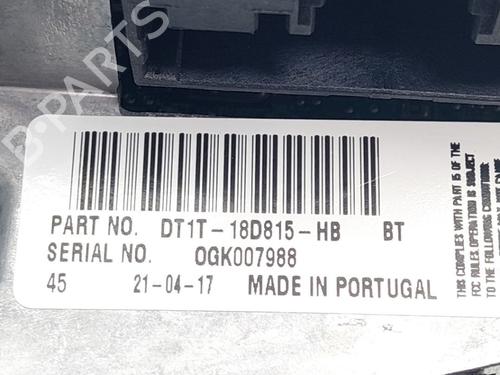 PART NO. DT1T-18D815-HB BT
SERIAL NO. 0GK007988
45 21-04-17 MADE IN PORTUGAL
THIS COMPLIES WITH PART 15 OF THE
FCC RULES. OPERATION IS SUBJECT
TO THE FOLLOWING CONDITION:
B-PARTS